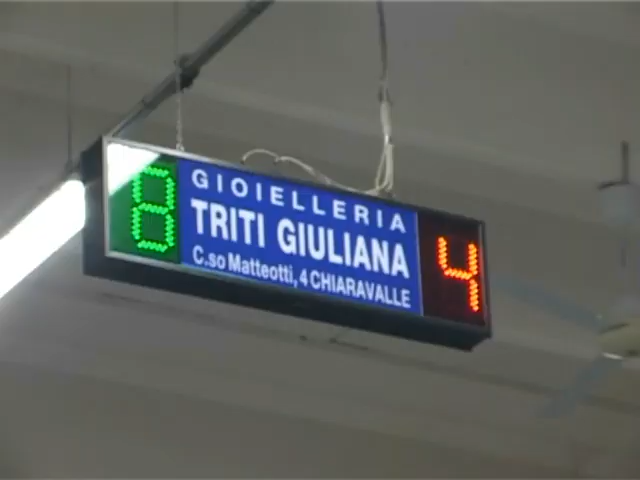 8
GIOIELLERIA
TRITI GIULIANA
C.so Matteotti, 4 CHIARAVALLE
4